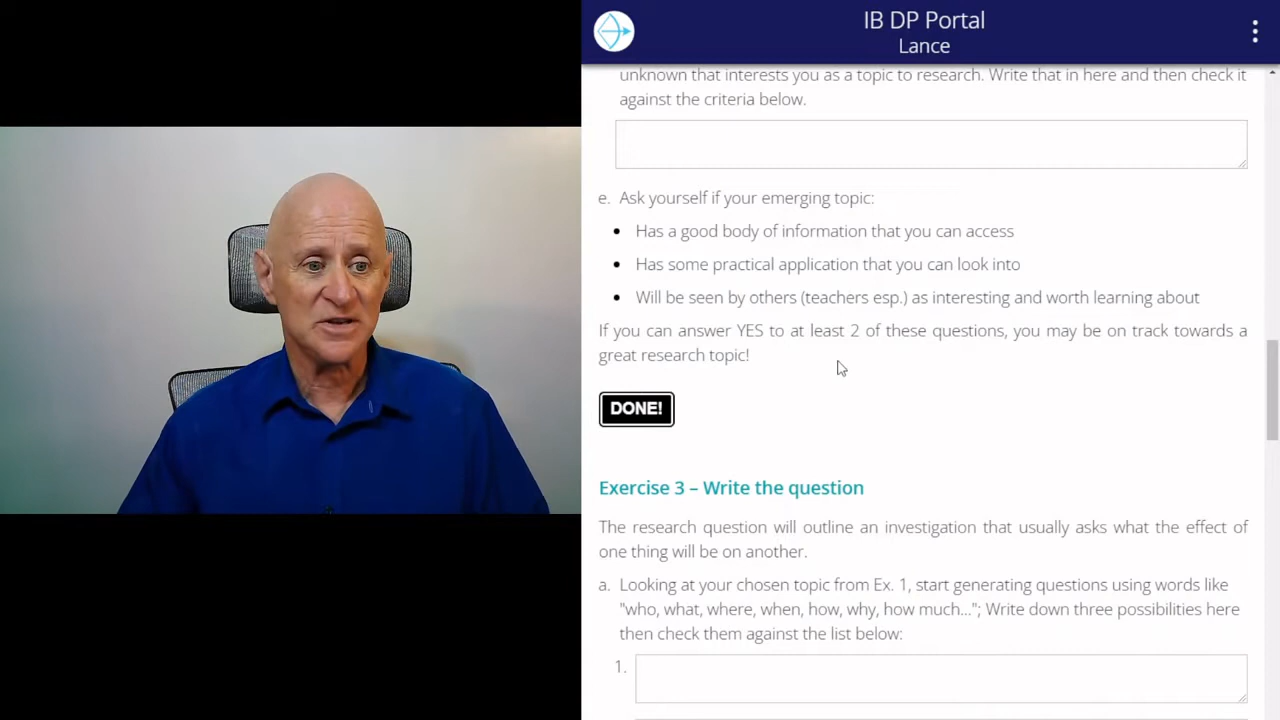 IB DP Portal
Lance
unknown that interests you as a topic to research. Write that in here and then check it
against the criteria below.
e. Ask yourself if your emerging topic:
• Has a good body of information that you can access
• Has some practical application that you can look into
• Will be seen by others (teachers esp.) as interesting and worth learning about
If you can answer YES to at least 2 of these questions, you may be on track towards a
great research topic!
DONE!
Exercise 3 – Write the question
The research question will outline an investigation that usually asks what the effect of
one thing will be on another.
a. Looking at your chosen topic from Ex. 1, start generating questions using words like
"who, what, where, when, how, why, how much..."; Write down three possibilities here
then check them against the list below:
1.